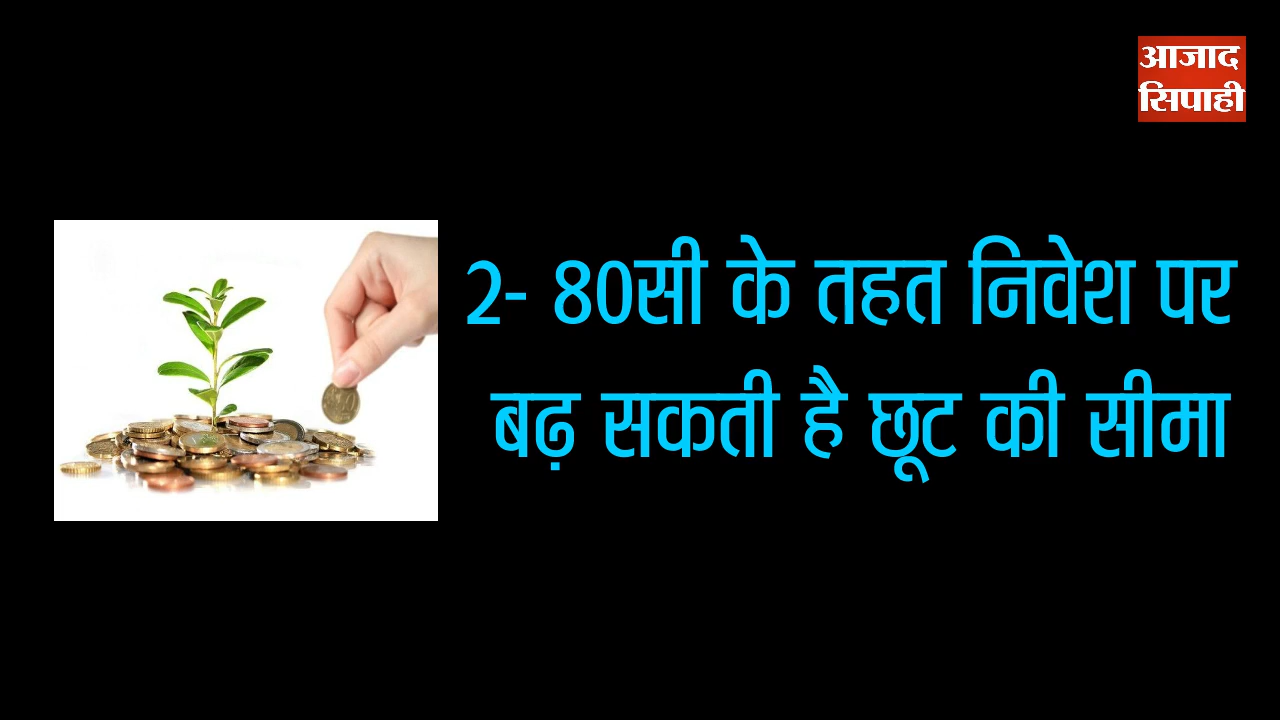 आजाद
सिपाही
2- 80सी के तहत निवेश पर
बढ़ सकती है छूट की सीमा